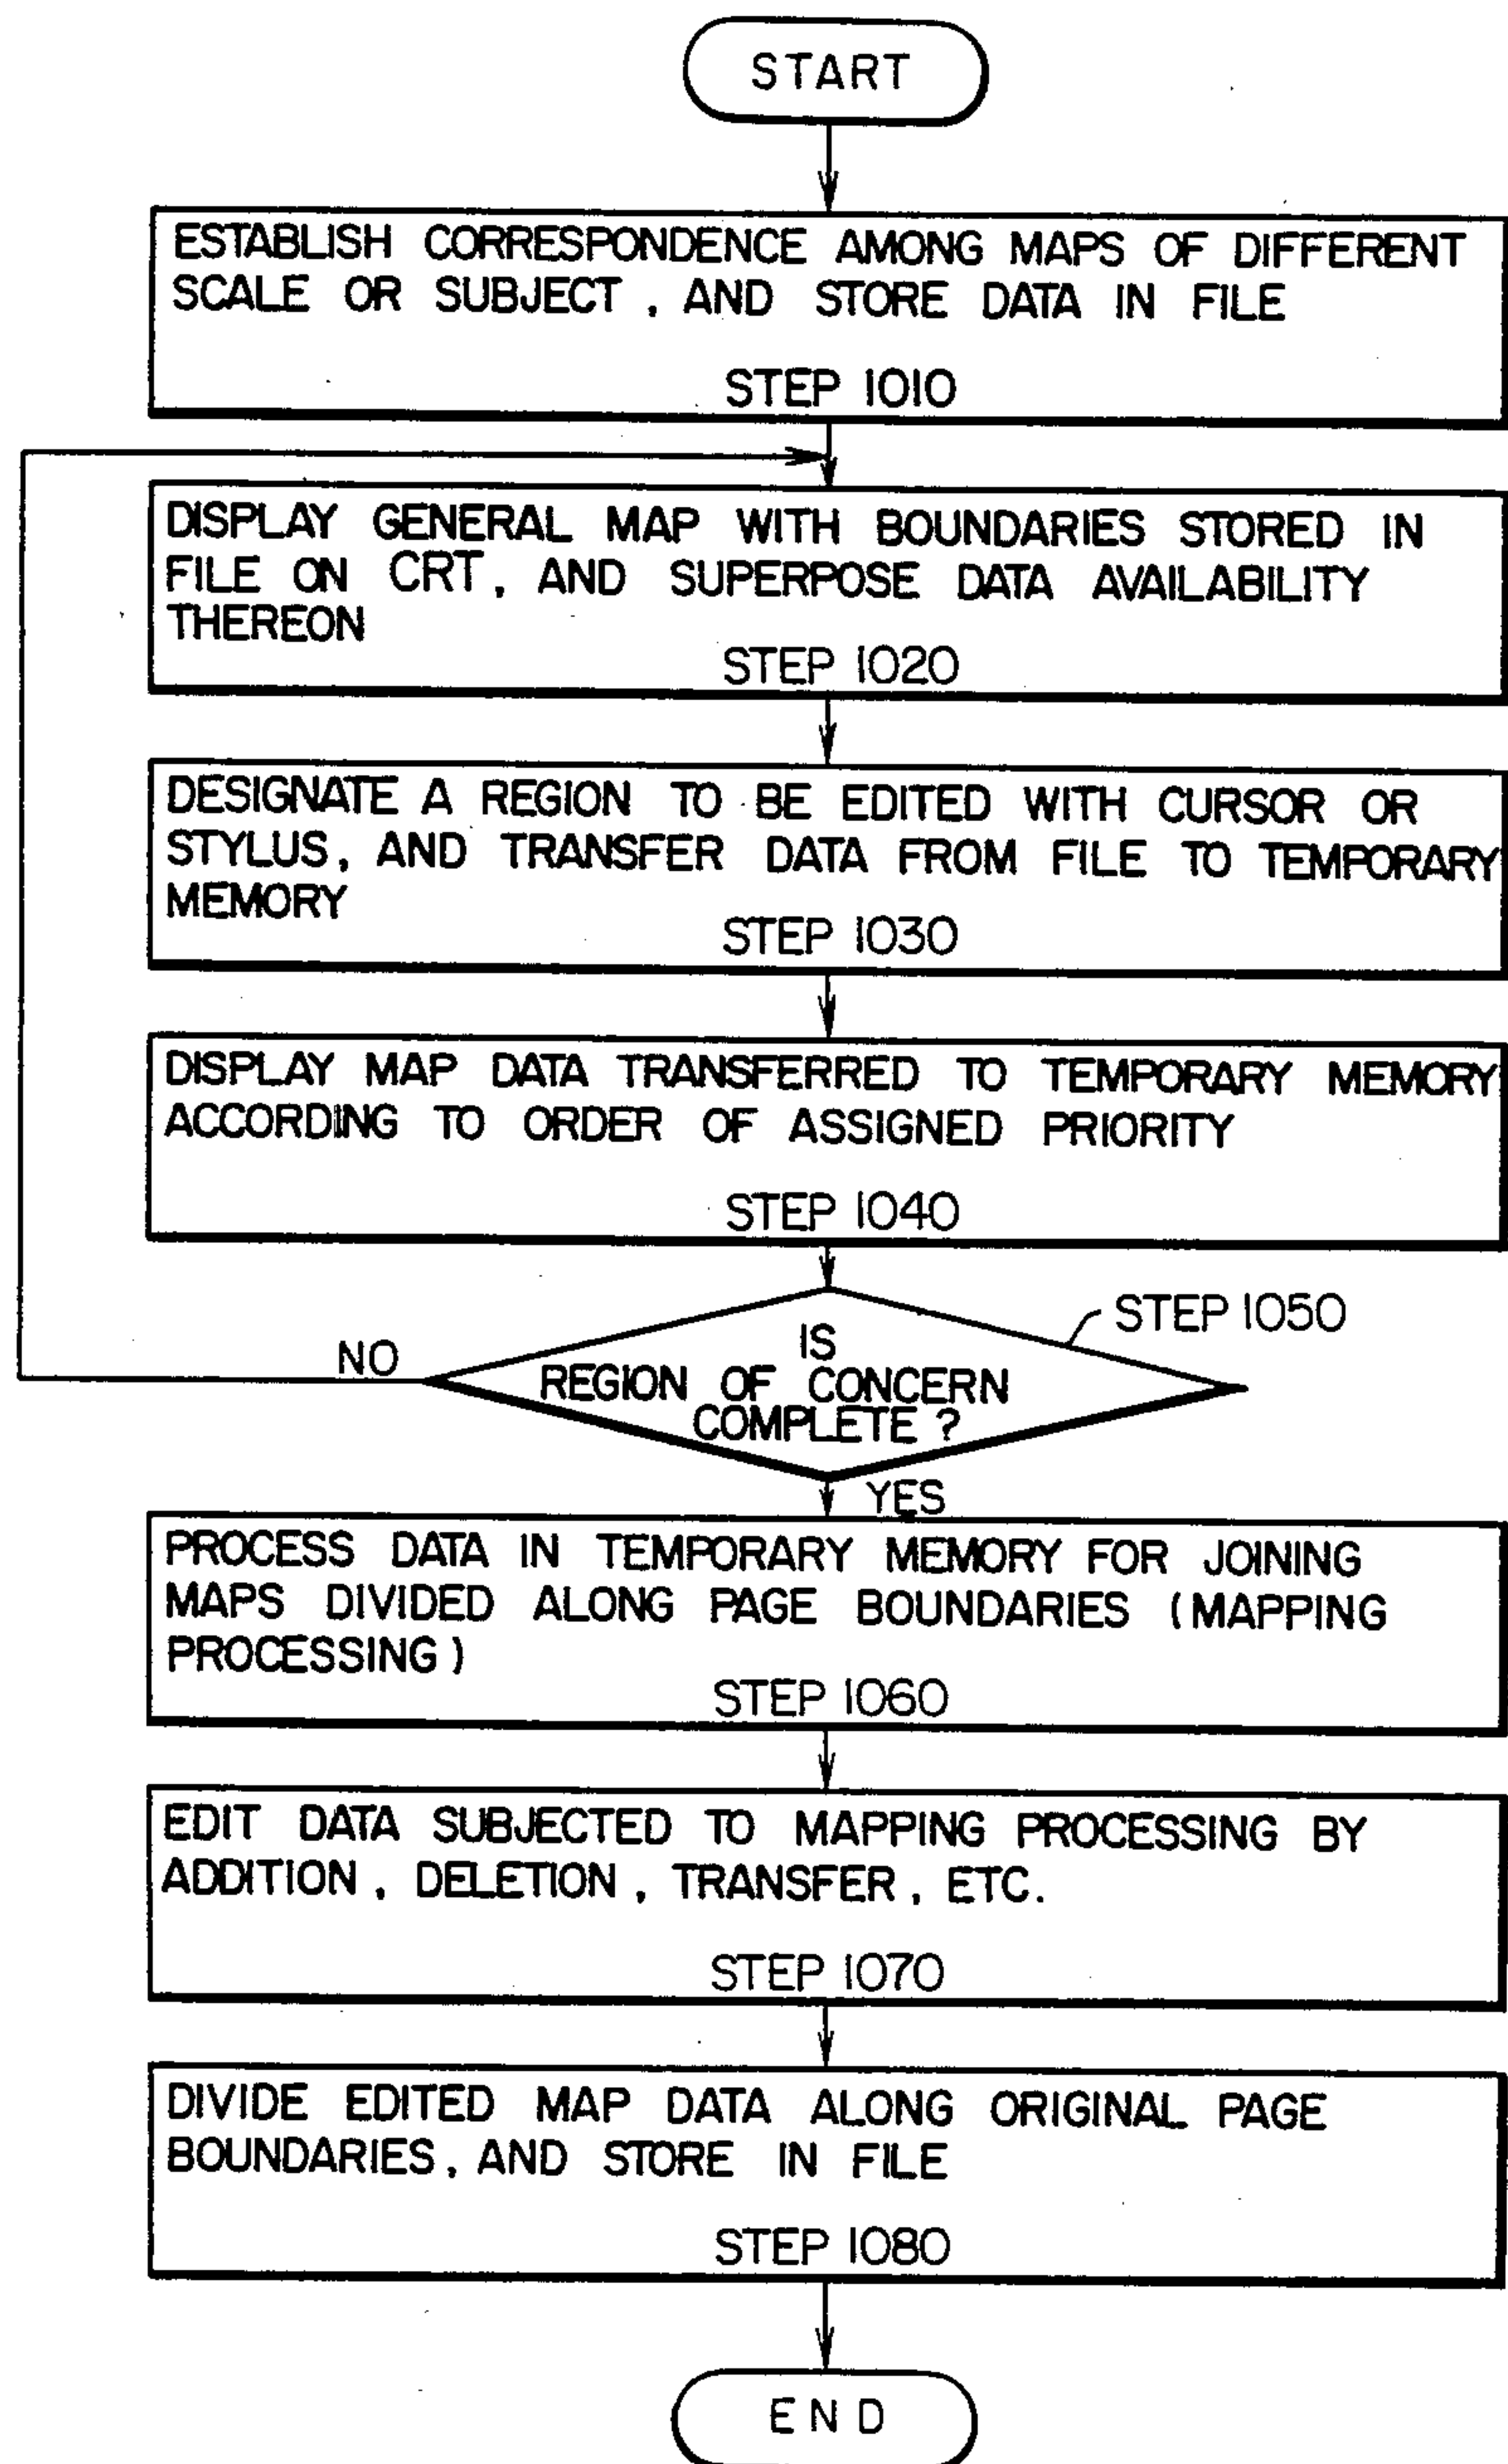 START
ESTABLISH CORRESPONDENCE AMONG MAPS OF DIFFERENT
SCALE OR SUBJECT, AND STORE DATA IN FILE
STEP 1010
DISPLAY GENERAL MAP WITH BOUNDARIES STORED IN
FILE ON CRT, AND SUPERPOSE DATA AVAILABILITY
THEREON
STEP 1020
DESIGNATE A REGION TO BE EDITED WITH CURSOR OR
STYLUS, AND TRANSFER DATA FROM FILE TO TEMPORARY
MEMORY
STEP 1030
DISPLAY MAP DATA TRANSFERRED TO TEMPORARY MEMORY
ACCORDING TO ORDER OF ASSIGNED PRIORITY
STEP 1040
STEP 1050
IS
REGION OF CONCERN
COMPLETE ?
NO
YES
PROCESS DATA IN TEMPORARY MEMORY FOR JOINING
MAPS DIVIDED ALONG PAGE BOUNDARIES (MAPPING
PROCESSING)
STEP 1060
EDIT DATA SUBJECTED TO MAPPING PROCESSING BY
ADDITION, DELETION, TRANSFER, ETC.
STEP 1070
DIVIDE EDITED MAP DATA ALONG ORIGINAL PAGE
BOUNDARIES, AND STORE IN FILE
STEP 1080
END